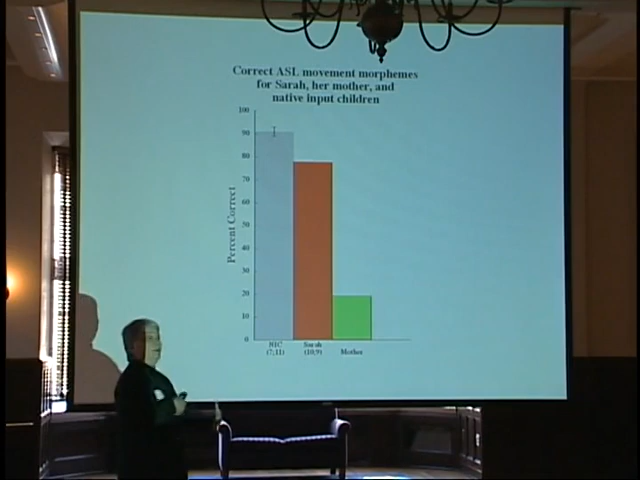 Correct ASL movement morphemes
for Sarah, her mother, and
native input children
100
90
80
70
60
50
40
30
20
10
0
Percent Correct
NIC Sarah
(7;11) (10;9) Mother